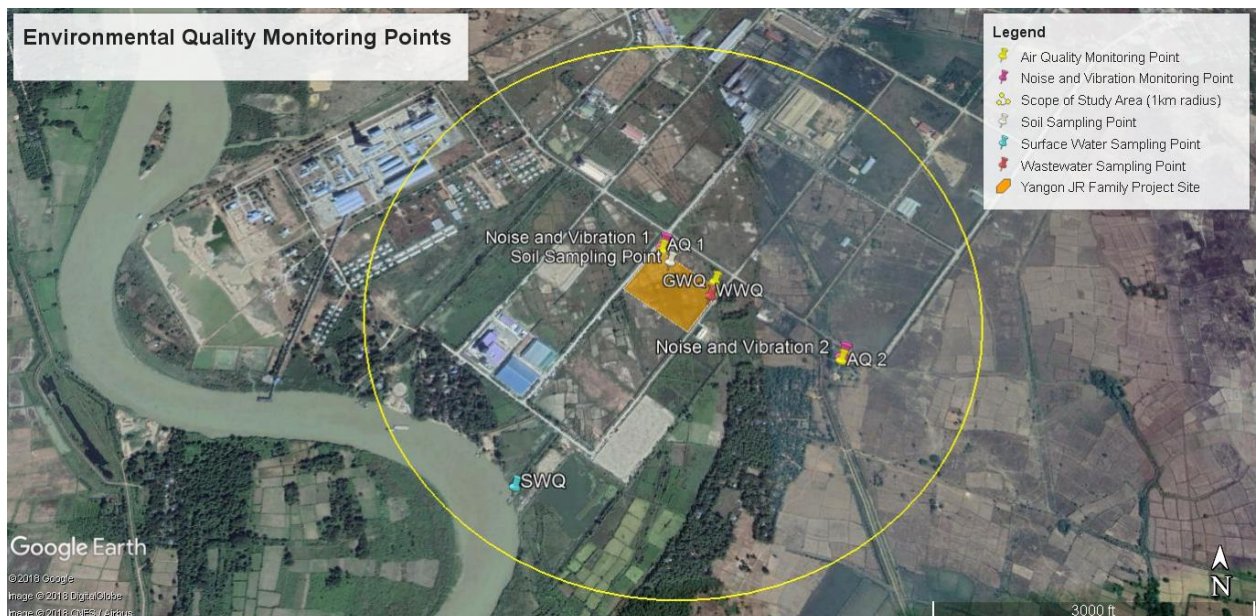 Environmental Quality Monitoring Points
Legend
Air Quality Monitoring Point
Noise and Vibration Monitoring Point
Scope of Study Area (1km radius)
Soil Sampling Point
Surface Water Sampling Point
Wastewater Sampling Point
Yangon JR Family Project Site
Noise and Vibration 1
AQ 1
Soil Sampling Point
GWQ
WWQ
Noise and Vibration 2
AQ 2
SWQ
Google Earth
© 2018 Google
Image © 2018 DigitalGlobe
Image © 2018 CNES / Airbus
N
3000 ft